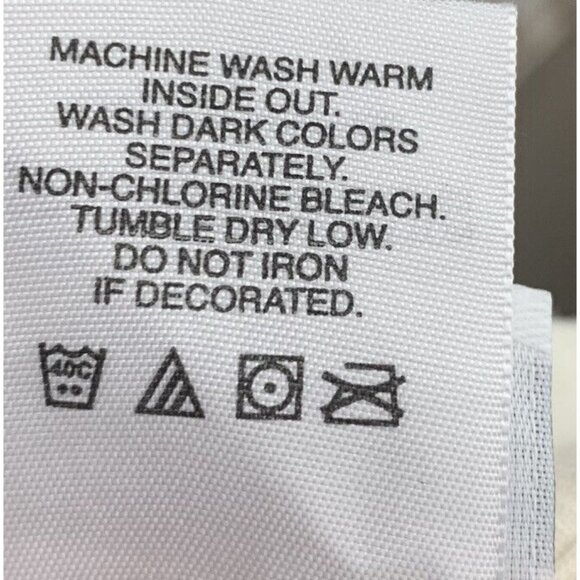 MACHINE WASH WARM
INSIDE OUT.
WASH DARK COLORS
SEPARATELY.
NON-CHLORINE BLEACH.
TUMBLE DRY LOW.
DO NOT IRON
IF DECORATED.
40C